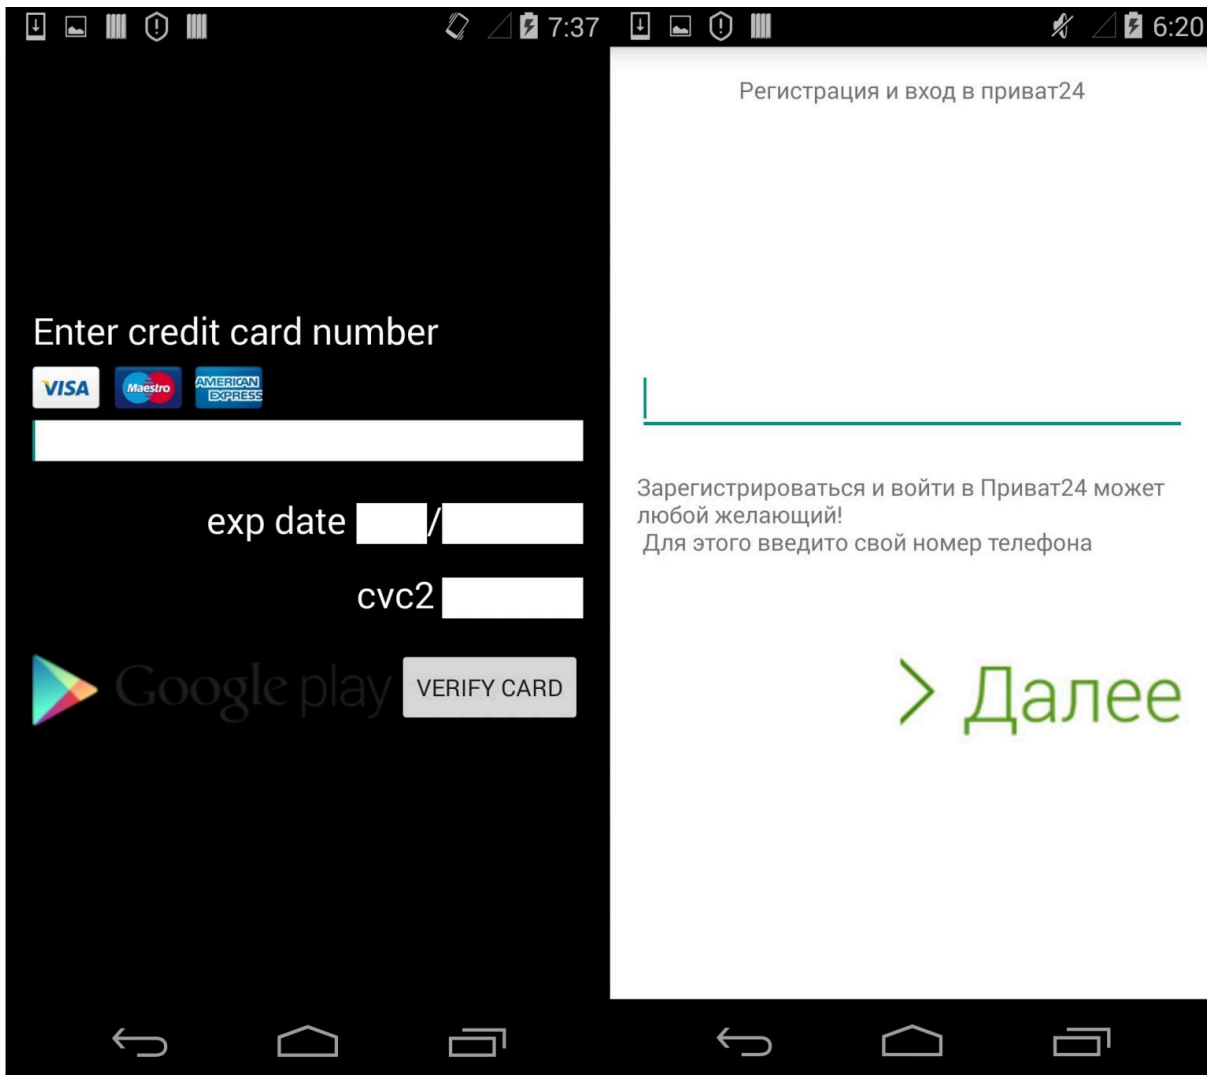 7:37
Enter credit card number
VISA Maestro AMERICAN EXPRESS
exp date /
cvc2
Google play VERIFY CARD
6:20
Регистрация и вход в приват24
Зарегистрироваться и войти в Приват24 может
любой желающий!
Для этого введито свой номер телефона
> Далее